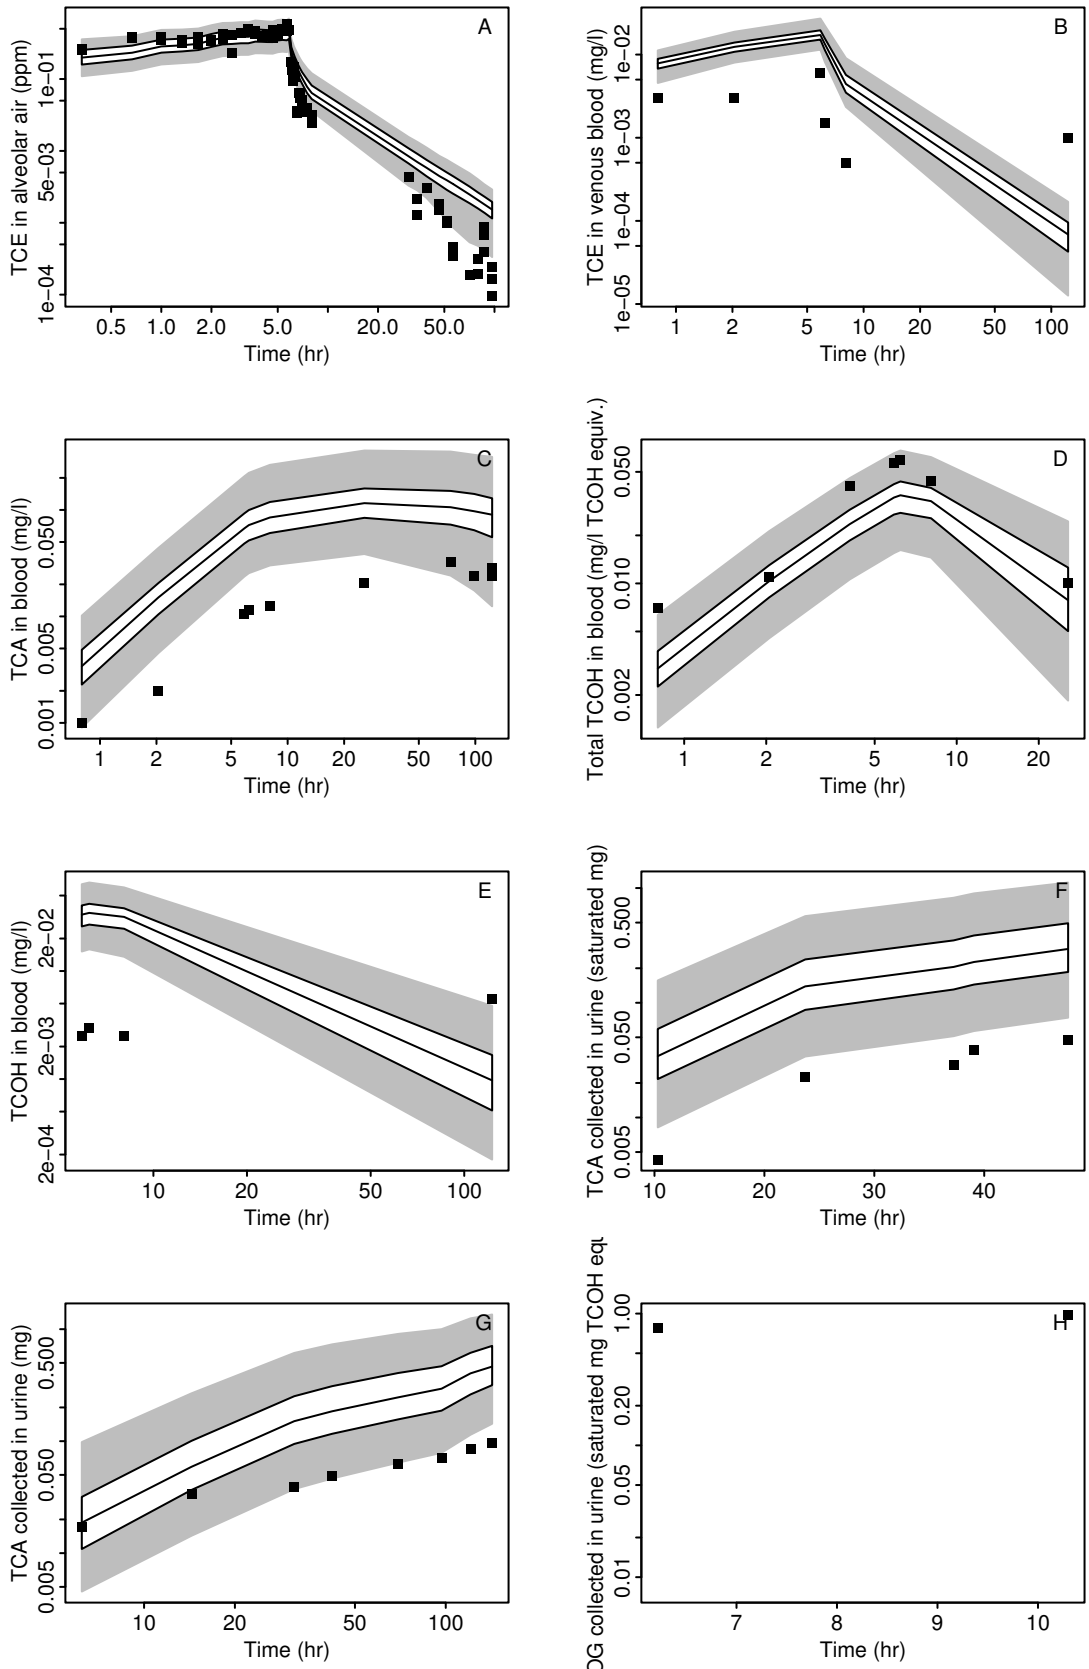 A
TCE in alveolar air (ppm)
1e-01
5e-03
1e-04
0.5 1.0 2.0 5.0 20.0 50.0
Time (hr)
B
TCE in venous blood (mg/l)
1e-02
1e-03
1e-04
1e-05
1 2 5 10 20 50 100
Time (hr)
C
TCA in blood (mg/l)
0.050
0.005
0.001
1 2 5 10 20 50 100
Time (hr)
D
Total TCOH in blood (mg/l TCOH equiv.)
0.050
0.010
0.002
1 2 5 10 20
Time (hr)
E
TCOH in blood (mg/l)
2e-02
2e-03
2e-04
10 20 50 100
Time (hr)
F
TCA collected in urine (saturated mg)
0.500
0.050
0.005
10 20 30 40
Time (hr)
G
TCA collected in urine (mg)
0.500
0.050
0.005
10 20 50 100
Time (hr)
H
OG collected in urine (saturated mg TCOH equ
1.00
0.20
0.05
0.01
7 8 9 10
Time (hr)